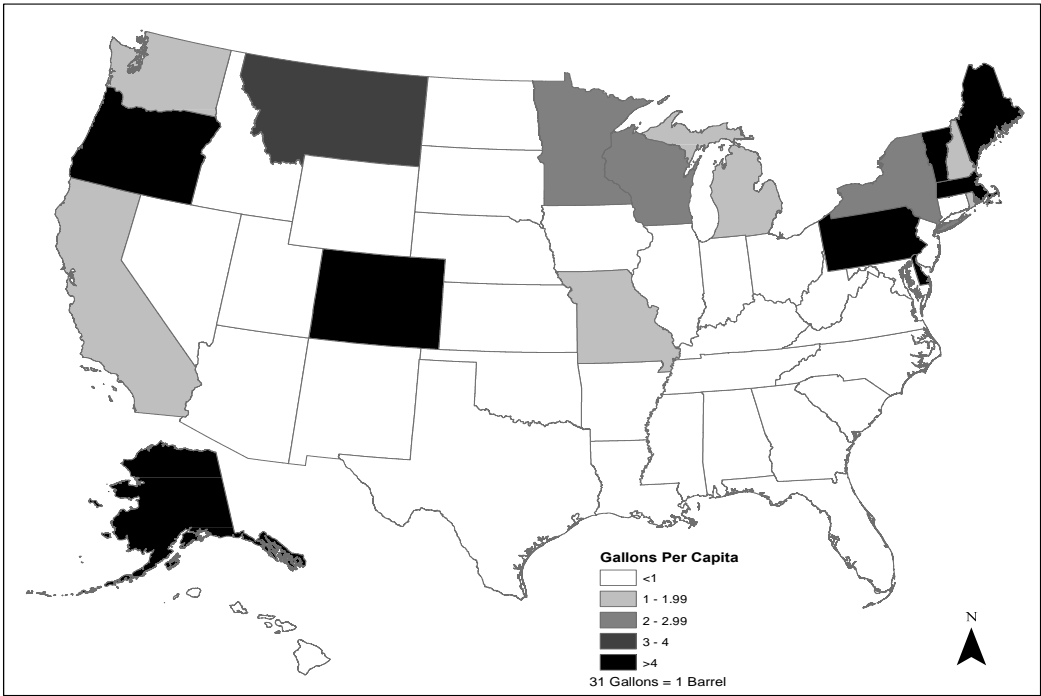 Gallons Per Capita
<1
1 - 1.99
2 - 2.99
3 - 4
>4
31 Gallons = 1 Barrel
N